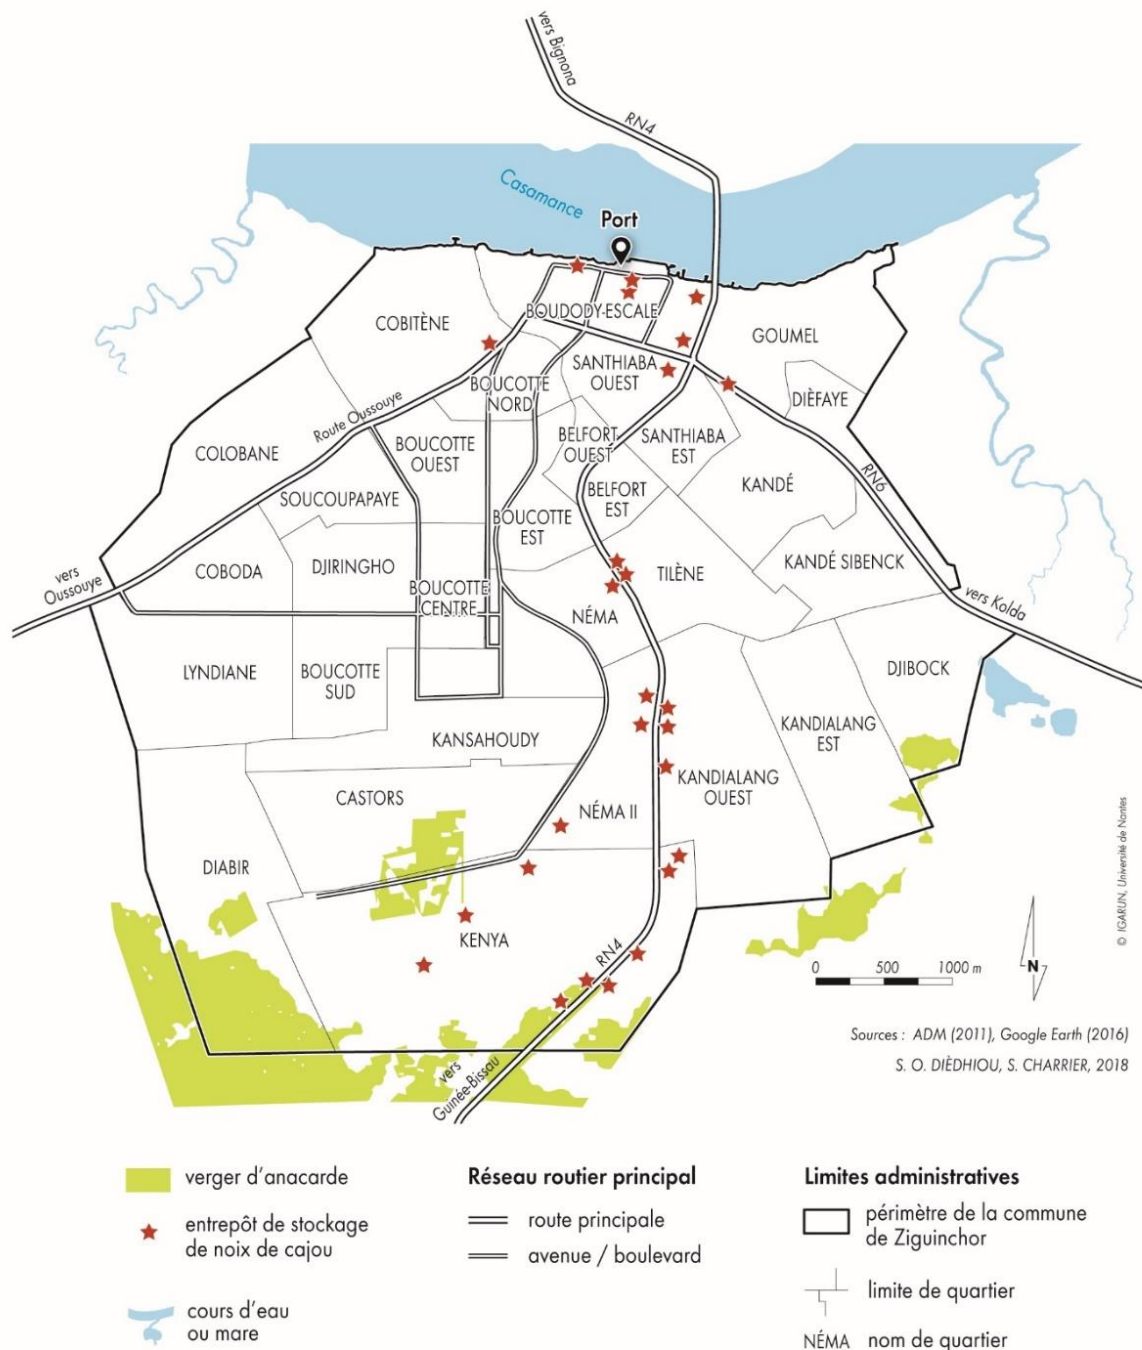 vers Bignona
RN4
Casamance
Port
COBITÈNE
BOUDODY-ESCALE
GOUMEL
SANTHIABA
OUEST
BOUCOTTE
NORD
DIÈFAYE
Route Oussouye
COLOBANE
BOUCOTTE
OUEST
BELFORT
OUEST
SANTHIABA
EST
RN6
SOUCOUPAPAYE
BELFORT
EST
KANDÉ
BOUCOTTE
EST
vers
Oussouye
COBODA
DJIRINGHO
TILÈNE
KANDÉ SIBENCK
BOUCOTTE
CENTRE
vers Kolda
NÉMA
LYNDIANE
BOUCOTTE
SUD
DJIBOCK
KANDIALANG
EST
KANSAHOUDY
KANDIALANG
OUEST
CASTORS
NÉMA II
DIABIR
KENYA
RN4
vers
Guinée-Bissau
0 500 1000 m
N
© IGARUN, Université de Nantes
Sources : ADM (2011), Google Earth (2016)
S. O. DIÈDHIOU, S. CHARRIER, 2018
verger d'anacarde
entrepôt de stockage
de noix de cajou
cours d'eau
ou mare
Réseau routier principal
route principale
avenue / boulevard
Limites administratives
périmètre de la commune
de Ziguinchor
limite de quartier
NÉMA nom de quartier